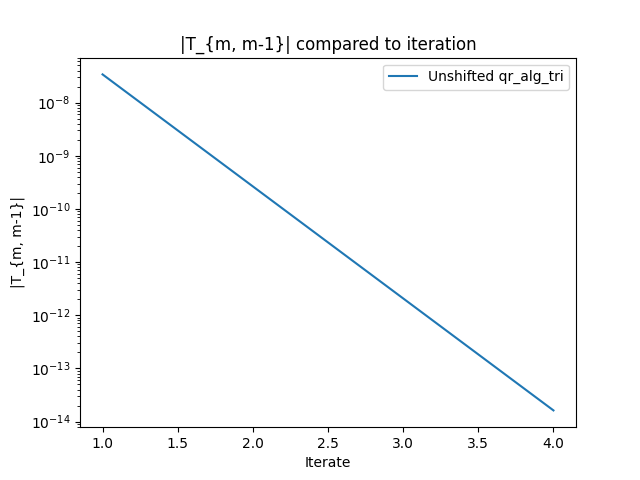 |T_{m, m-1}| compared to iteration
Unshifted qr_alg_tri
|T_{m, m-1}|
10⁻⁸
10⁻⁹
10⁻¹⁰
10⁻¹¹
10⁻¹²
10⁻¹³
10⁻¹⁴
1.0 1.5 2.0 2.5 3.0 3.5 4.0
Iterate